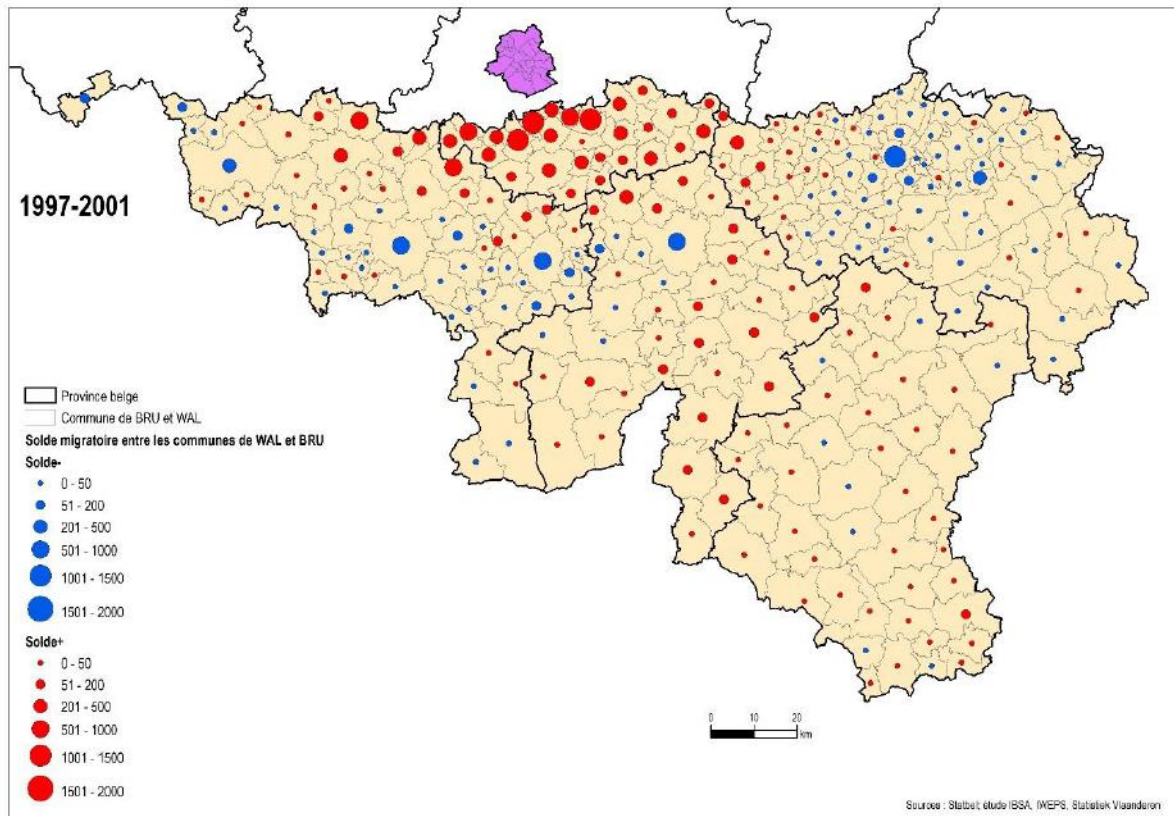 1997-2001
Province belge
Commune de BRU et WAL
Solde migratoire entre les communes de WAL et BRU
Solde-
0 - 50
51 - 200
201 - 500
501 - 1000
1001 - 1500
1501 - 2000
Solde+
0 - 50
51 - 200
201 - 500
501 - 1000
1001 - 1500
1501 - 2000
0 10 20
km
Sources : Statbel; étude IBSA, IWEPS, Statistiek Vlaanderen